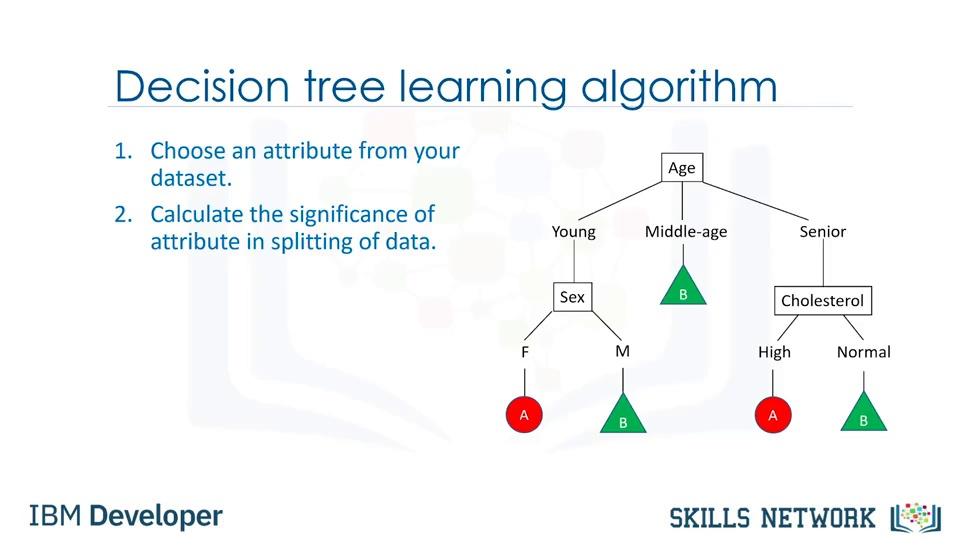 Decision tree learning algorithm
1. Choose an attribute from your
dataset.
2. Calculate the significance of
attribute in splitting of data.
Age
Young
Middle-age
Senior
B
Sex
Cholesterol
F
M
High
Normal
A
B
A
B
IBM Developer
SKILLS NETWORK